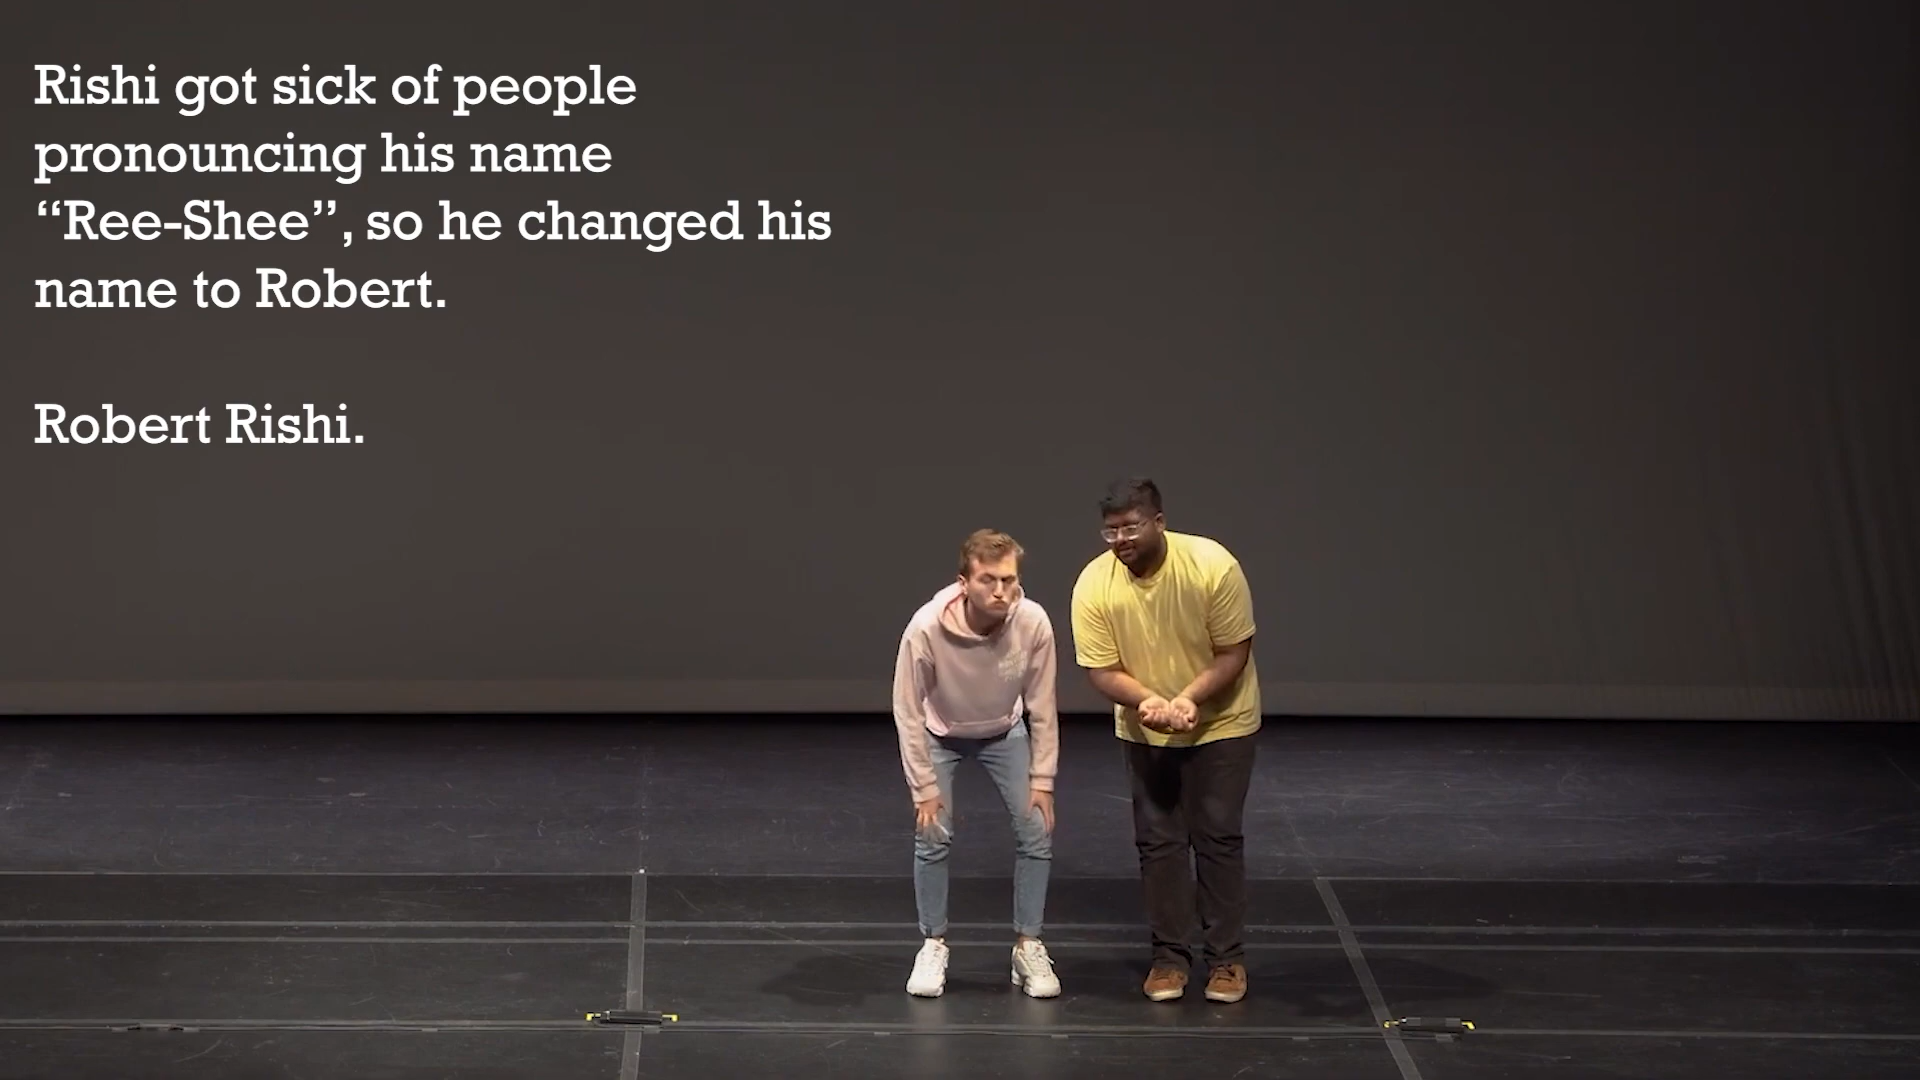 Rishi got sick of people
pronouncing his name
“Ree-Shee”, so he changed his
name to Robert.
Robert Rishi.